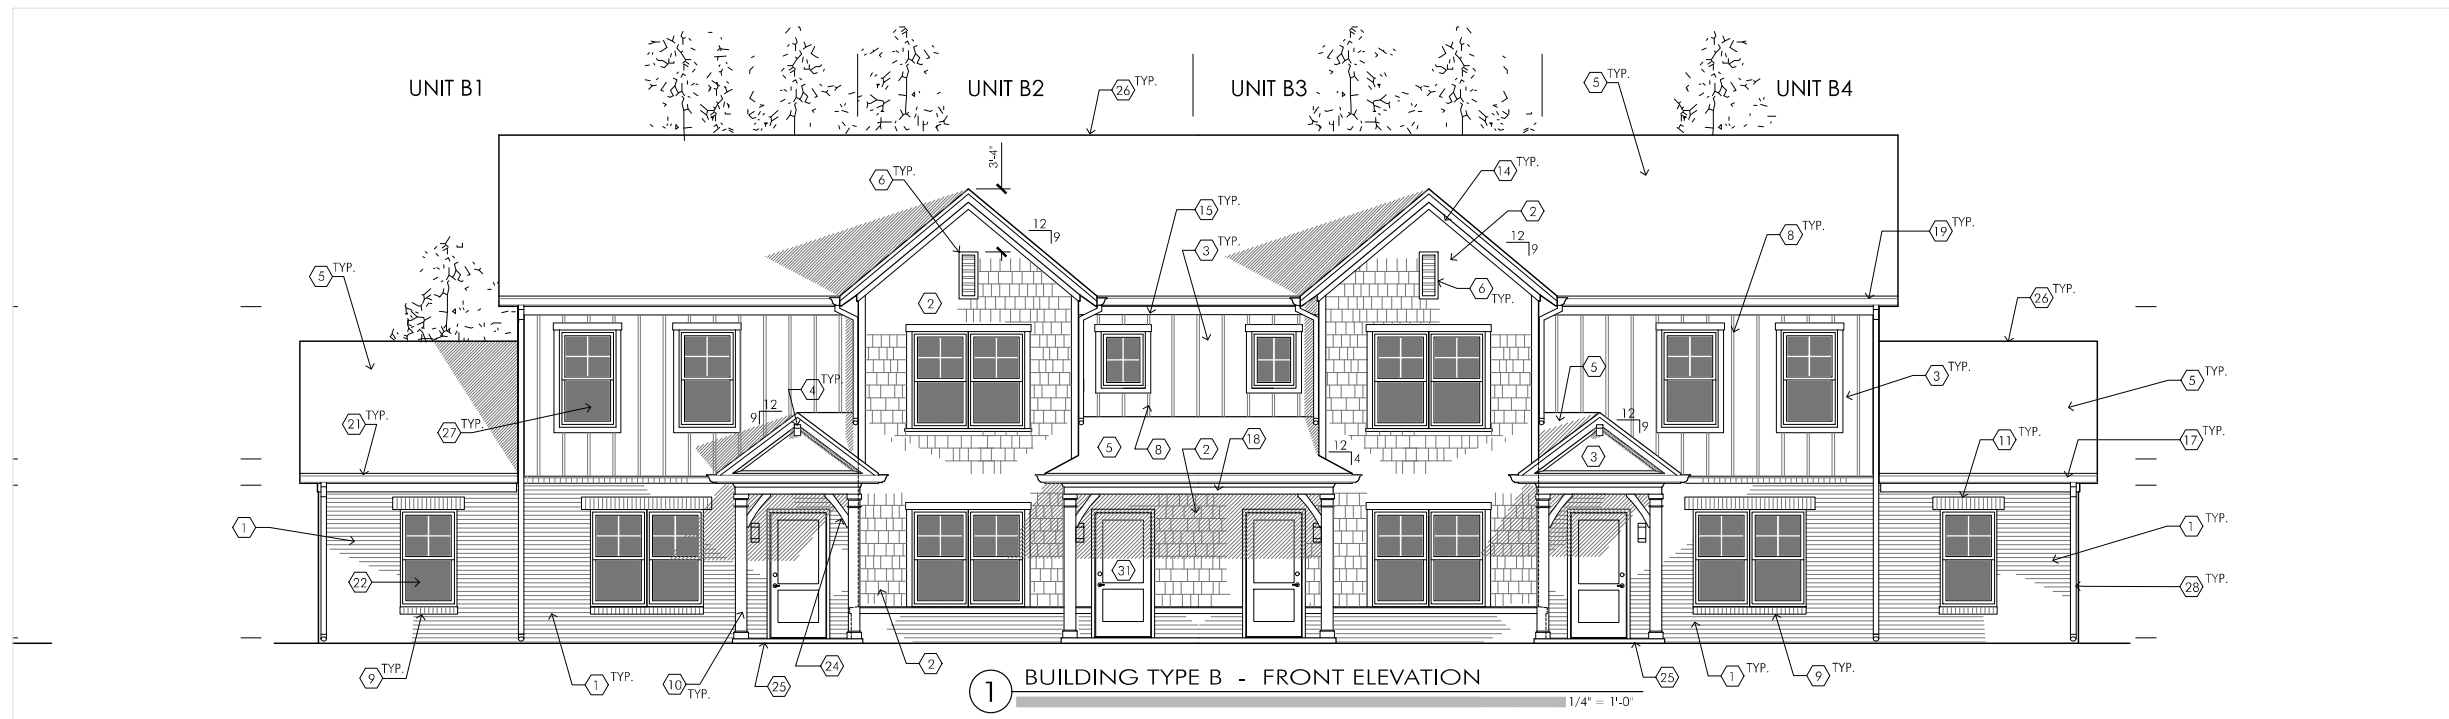 UNIT B1
UNIT B2
UNIT B3
UNIT B4
26 TYP.
5 TYP.
3'-4"
6 TYP.
14 TYP.
15 TYP.
2
12
9
3 TYP.
12
9
8 TYP.
19 TYP.
5 TYP.
2
6 TYP.
26 TYP.
4 TYP.
5
3 TYP.
5 TYP.
21 TYP.
27 TYP.
12
9
12
9
5
8
2
18
12
4
3
11 TYP.
17 TYP.
1
22
31
1 TYP.
28 TYP.
9 TYP.
1 TYP.
10 TYP.
25
24
2
25
1 TYP.
9 TYP.
1
BUILDING TYPE B - FRONT ELEVATION
1/4" = 1'-0"